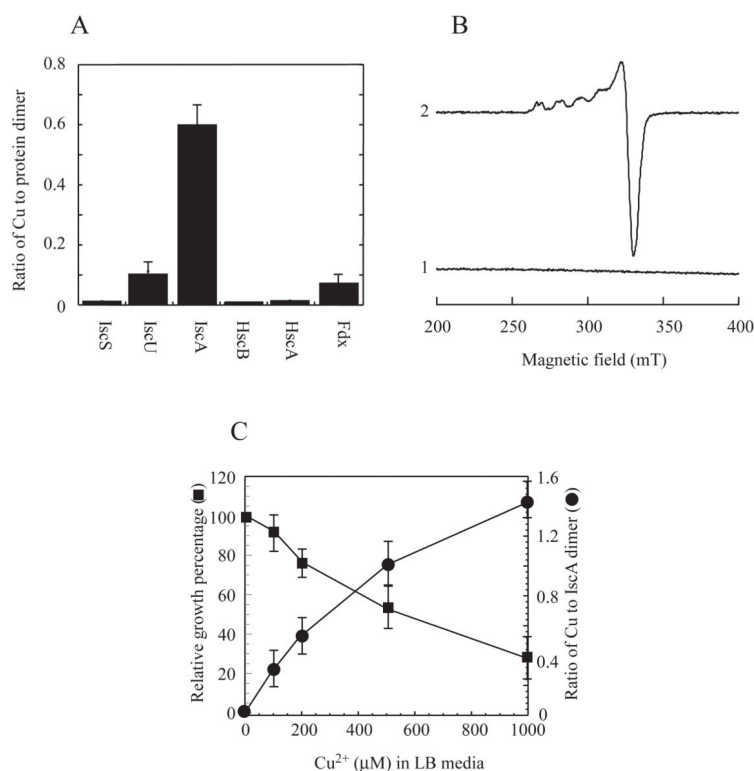 A
Ratio of Cu to protein dimer
0.8
0.6
0.4
0.2
0
IscS
IscU
IscA
HscB
HscA
Fdx
B
2
1
200
250
300
350
400
Magnetic field (mT)
C
Relative growth percentage (■)
120
100
80
60
40
20
0
1.6
1.2
0.8
0.4
0
Ratio of Cu to IscA dimer (●)
0
200
400
600
800
1000
Cu²⁺ (μM) in LB media